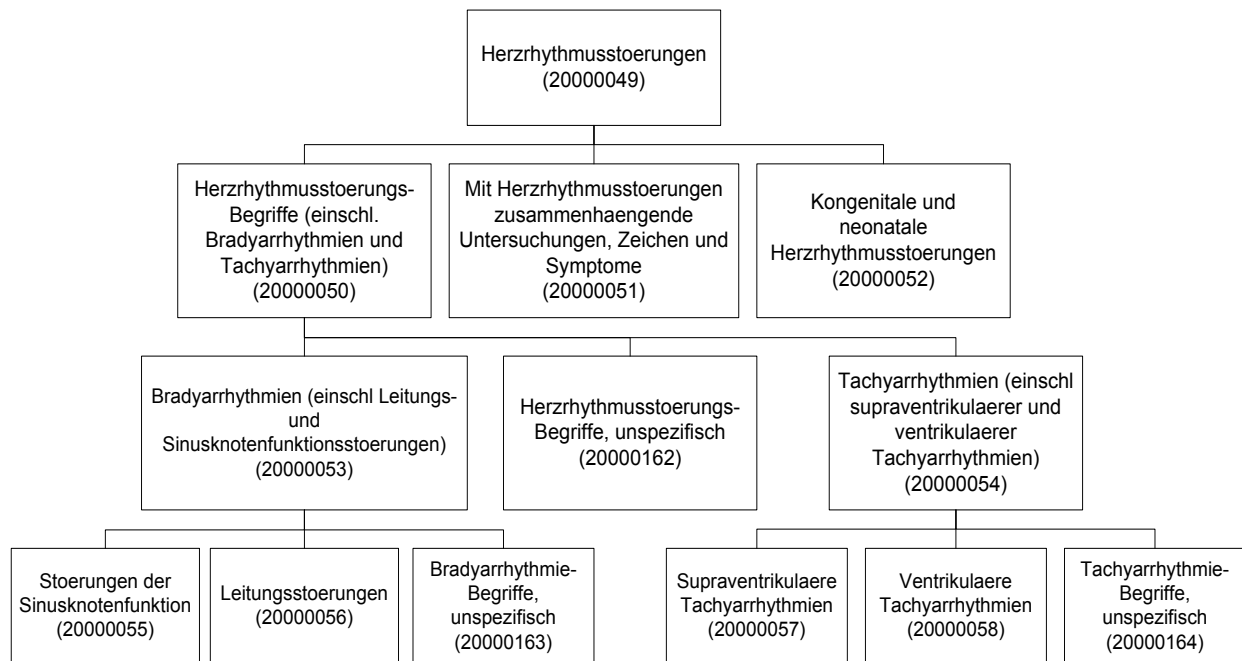 Herzrhythmusstoerungen
(20000049)
Herzrhythmusstoerungs-
Begriffe (einschl.
Bradyarrhythmien und
Tachyarrhythmien)
(20000050)
Mit Herzrhythmusstoerungen
zusammenhaengende
Untersuchungen, Zeichen und
Symptome
(20000051)
Kongenitale und
neonatale
Herzrhythmusstoerungen
(20000052)
Bradyarrhythmien (einschl Leitungs-
und
Sinusknotenfunktionsstoerungen)
(20000053)
Herzrhythmusstoerungs-
Begriffe, unspezifisch
(20000162)
Tachyarrhythmien (einschl
supraventrikulaerer und
ventrikulaerer
Tachyarrhythmien)
(20000054)
Stoerungen der
Sinusknotenfunktion
(20000055)
Leitungsstoerungen
(20000056)
Bradyarrhythmie-
Begriffe,
unspezifisch
(20000163)
Supraventrikulaere
Tachyarrhythmien
(20000057)
Ventrikulaere
Tachyarrhythmien
(20000058)
Tachyarrhythmie-
Begriffe,
unspezifisch
(20000164)